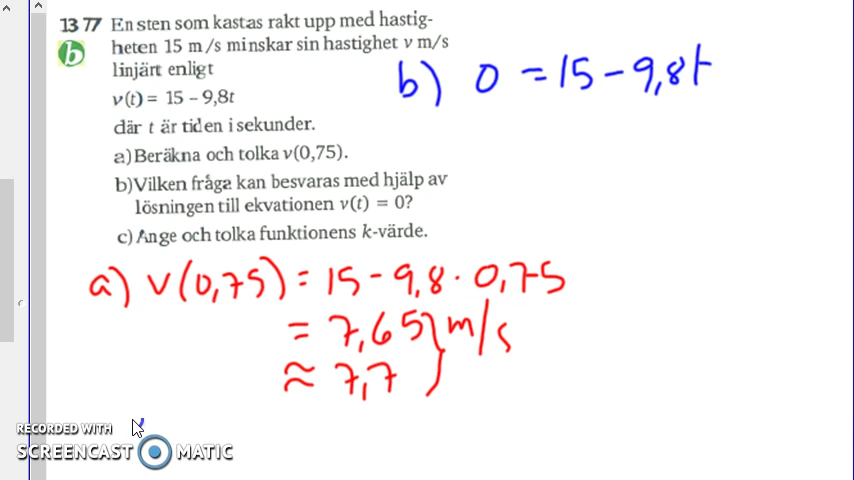 1377 En sten som kastas rakt upp med hastig-
b heten 15 m/s minskar sin hastighet v m/s
linjärt enligt
v(t) = 15 – 9,8t
där t är tiden i sekunder.
a) Beräkna och tolka v(0,75).
b) Vilken fråga kan besvaras med hjälp av
lösningen till ekvationen v(t) = 0?
c) Ange och tolka funktionens k-värde.
b) 0 = 15 - 9,8t
a) v(0,75) = 15 - 9,8 · 0,75
= 7,65 } m/s
≈ 7,7
RECORDED WITH
SCREENCAST MATIC